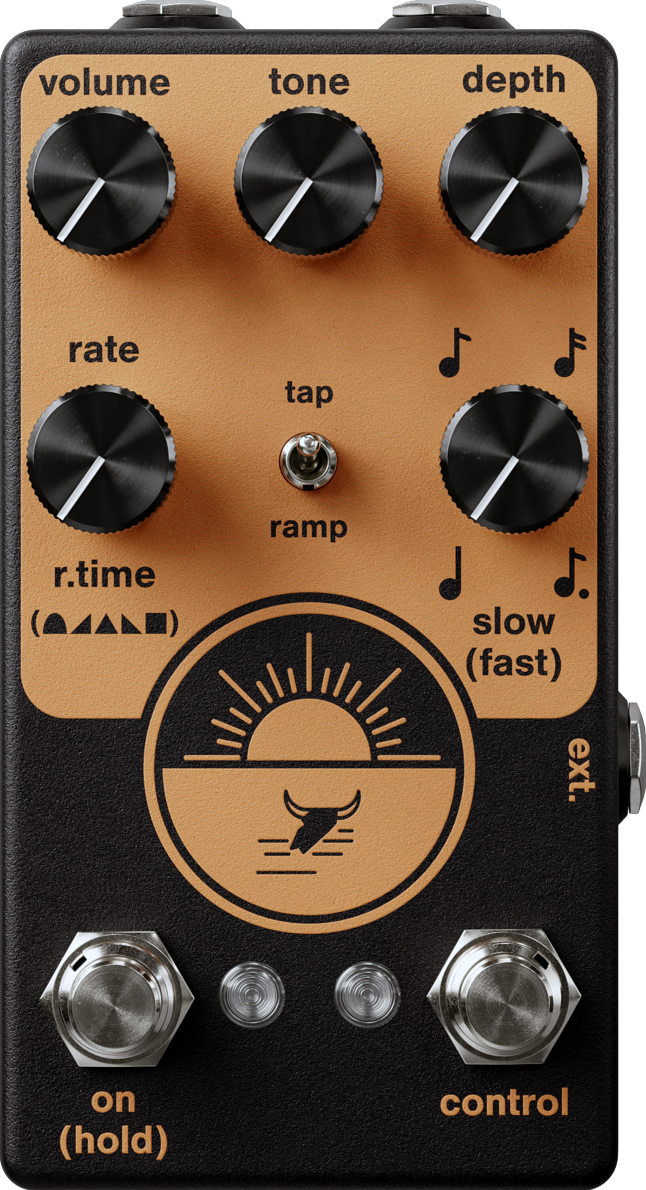 volume tone depth
rate
tap
ramp
r.time
slow
(fast)
ext.
on
(hold)
control